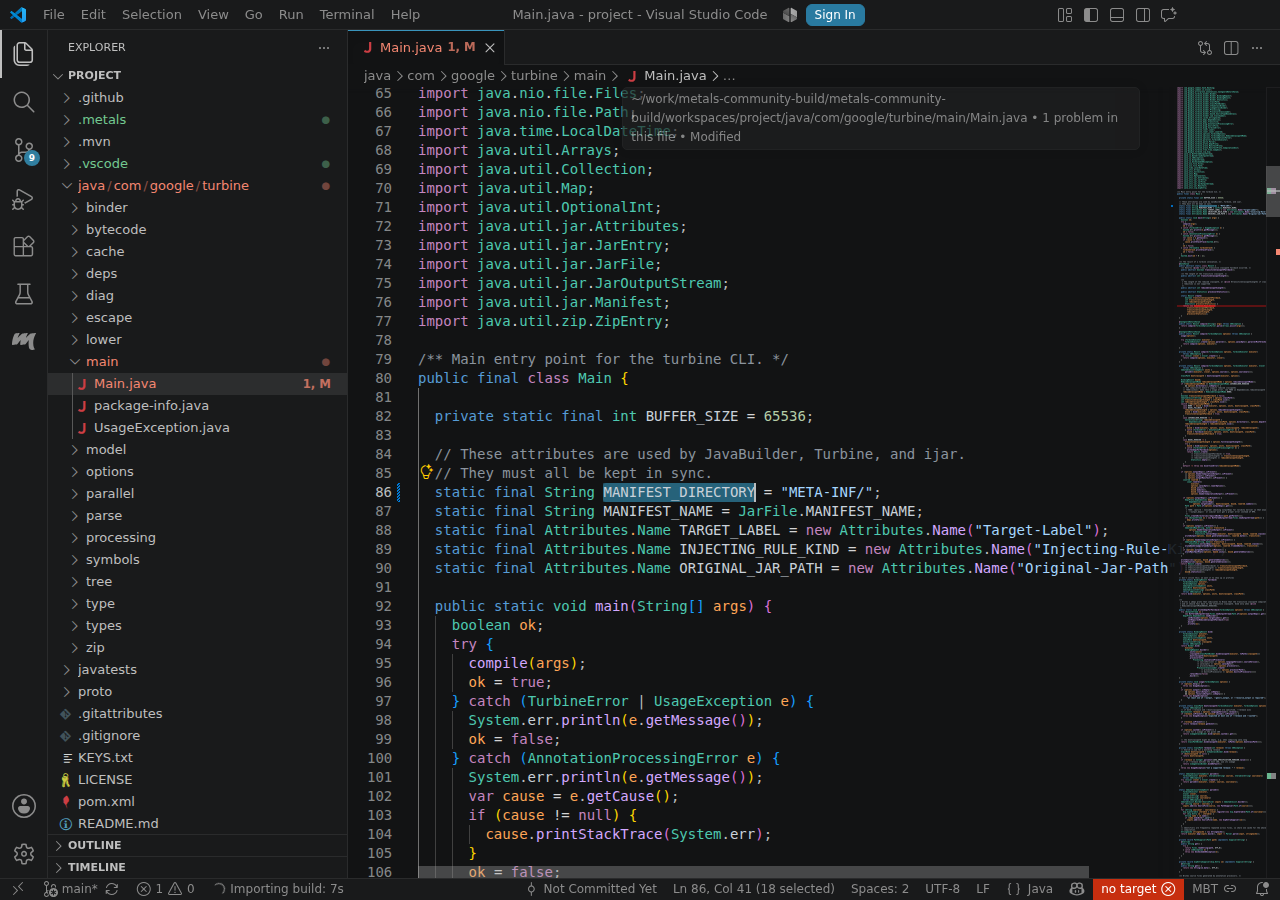 File Edit Selection View Go Run Terminal Help
Main.java - project - Visual Studio Code
Sign In
EXPLORER
PROJECT
.github
.metals
.mvn
.vscode
java/com/google/turbine
binder
bytecode
cache
deps
diag
escape
lower
main
Main.java 1, M
package-info.java
UsageException.java
model
options
parallel
parse
processing
symbols
tree
type
types
zip
javatests
proto
.gitattributes
.gitignore
KEYS.txt
LICENSE
pom.xml
README.md
OUTLINE
TIMELINE
9
Main.java 1, M
java > com > google > turbine > main > Main.java > ...
~/work/metals-community-build/metals-community-
build/workspaces/project/java/com/google/turbine/main/Main.java • 1 problem in
this file • Modified
65 import java.nio.file.Files;
66 import java.nio.file.Path;
67 import java.time.LocalDateTime;
68 import java.util.Arrays;
69 import java.util.Collection;
70 import java.util.Map;
71 import java.util.OptionalInt;
72 import java.util.jar.Attributes;
73 import java.util.jar.JarEntry;
74 import java.util.jar.JarFile;
75 import java.util.jar.JarOutputStream;
76 import java.util.jar.Manifest;
77 import java.util.zip.ZipEntry;
78
79 /** Main entry point for the turbine CLI. */
80 public final class Main {
81
82 private static final int BUFFER_SIZE = 65536;
83
84 // These attributes are used by JavaBuilder, Turbine, and ijar.
85 // They must all be kept in sync.
86 static final String MANIFEST_DIRECTORY = "META-INF/";
87 static final String MANIFEST_NAME = JarFile.MANIFEST_NAME;
88 static final Attributes.Name TARGET_LABEL = new Attributes.Name("Target-Label");
89 static final Attributes.Name INJECTING_RULE_KIND = new Attributes.Name("Injecting-Rule-K
90 static final Attributes.Name ORIGINAL_JAR_PATH = new Attributes.Name("Original-Jar-Path
91
92 public static void main(String[] args) {
93 boolean ok;
94 try {
95 compile(args);
96 ok = true;
97 } catch (TurbineError | UsageException e) {
98 System.err.println(e.getMessage());
99 ok = false;
100 } catch (AnnotationProcessingError e) {
101 System.err.println(e.getMessage());
102 var cause = e.getCause();
103 if (cause != null) {
104 cause.printStackTrace(System.err);
105 }
106 ok = false;
main* 1 0 Importing build: 7s
Not Committed Yet Ln 86, Col 41 (18 selected) Spaces: 2 UTF-8 LF { } Java no target MBT